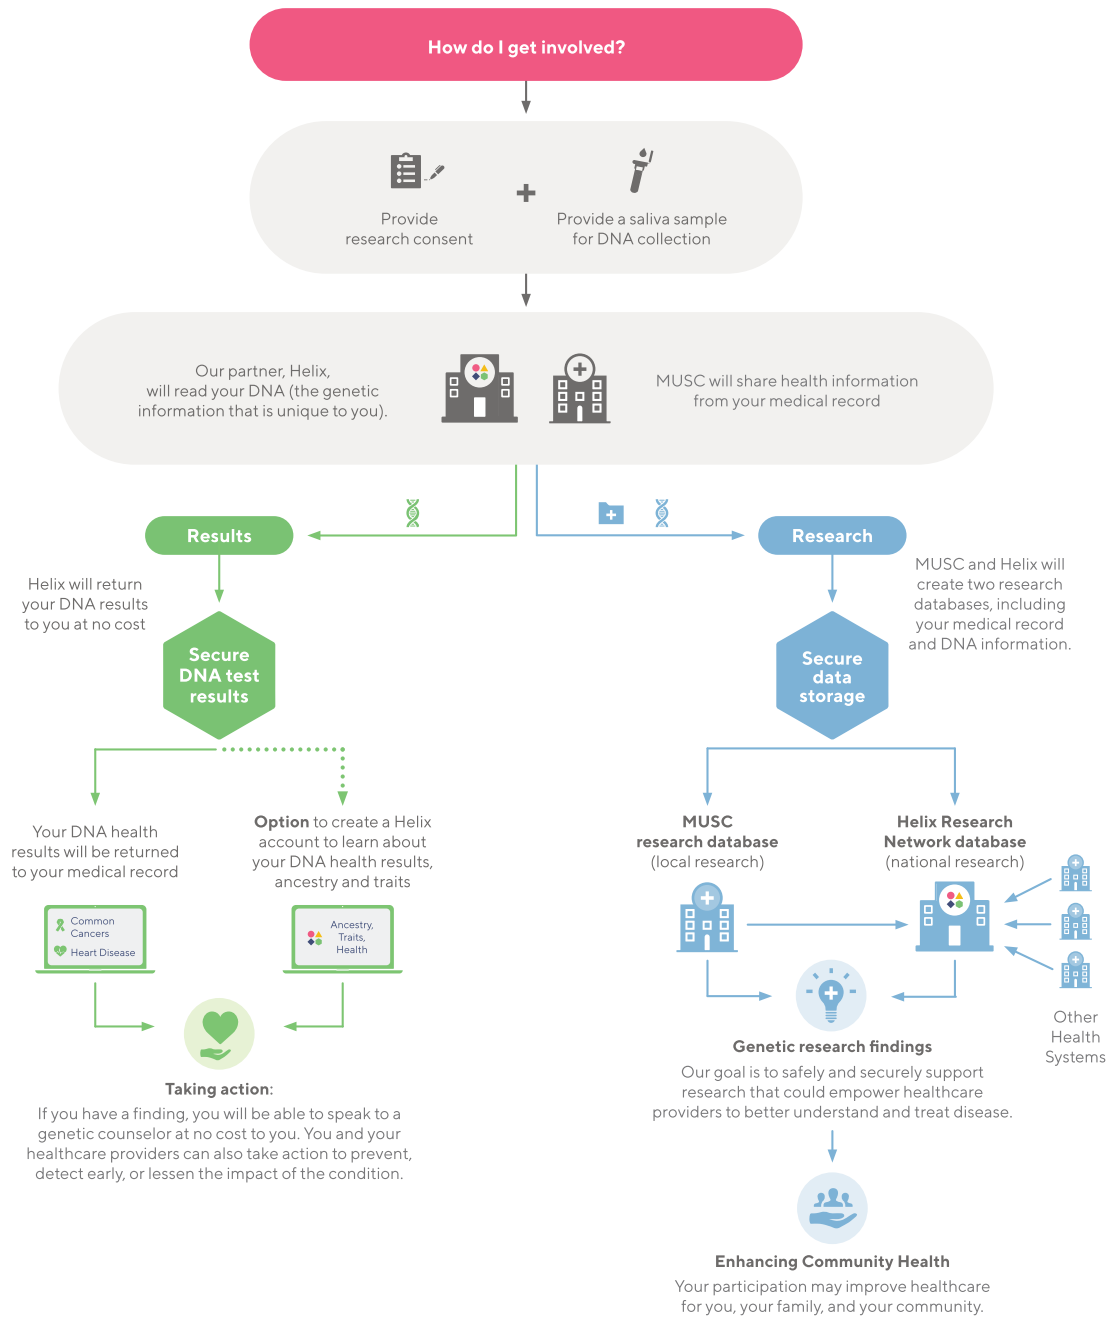 How do I get involved?
Provide
research consent
Provide a saliva sample
for DNA collection
Our partner, Helix,
will read your DNA (the genetic
information that is unique to you).
MUSC will share health information
from your medical record
Results
Helix will return
your DNA results
to you at no cost
Secure
DNA test
results
Your DNA health
results will be returned
to your medical record
Option to create a Helix
account to learn about
your DNA health results,
ancestry and traits
Common
Cancers
Heart Disease
Ancestry,
Traits,
Health
Taking action:
If you have a finding, you will be able to speak to a
genetic counselor at no cost to you. You and your
healthcare providers can also take action to prevent,
detect early, or lessen the impact of the condition.
Research
MUSC and Helix will
create two research
databases, including
your medical record
and DNA information.
Secure
data
storage
MUSC
research database
(local research)
Helix Research
Network database
(national research)
Other
Health
Systems
Genetic research findings
Our goal is to safely and securely support
research that could empower healthcare
providers to better understand and treat disease.
Enhancing Community Health
Your participation may improve healthcare
for you, your family, and your community.